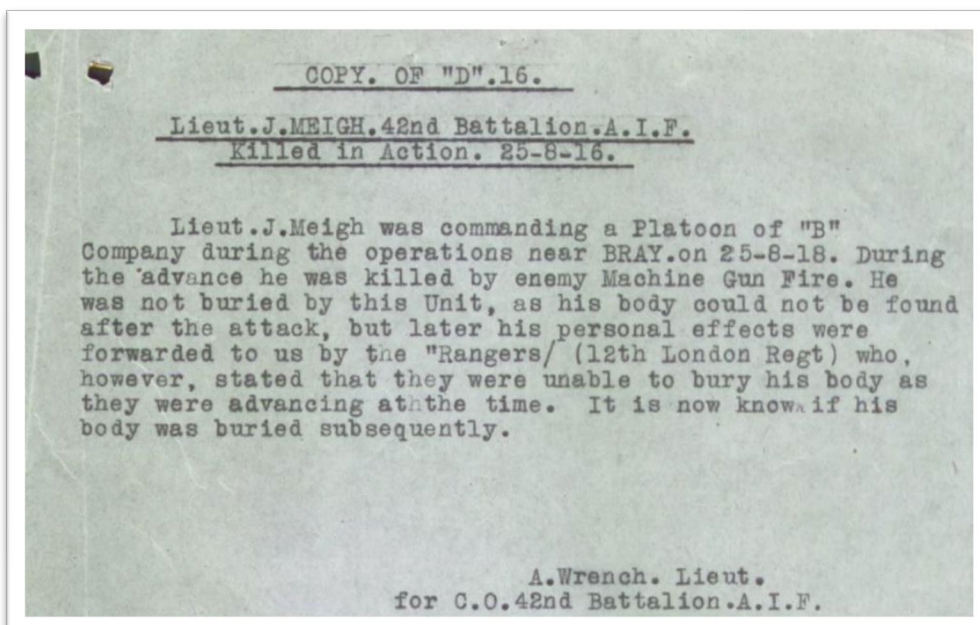 COPY. OF "D".16.
Lieut.J.MEIGH.42nd Battalion.A.I.F.
Killed in Action. 25-8-16.
Lieut.J.Meigh was commanding a Platoon of "B"
Company during the operations near BRAY.on 25-8-18. During
the advance he was killed by enemy Machine Gun Fire. He
was not buried by this Unit, as his body could not be found
after the attack, but later his personal effects were
forwarded to us by the "Rangers/ (12th London Regt) who,
however, stated that they were unable to bury his body as
they were advancing athhe time. It is now known if his
body was buried subsequently.
A.Wrench. Lieut.
for C.O.42nd Battalion.A.I.F.